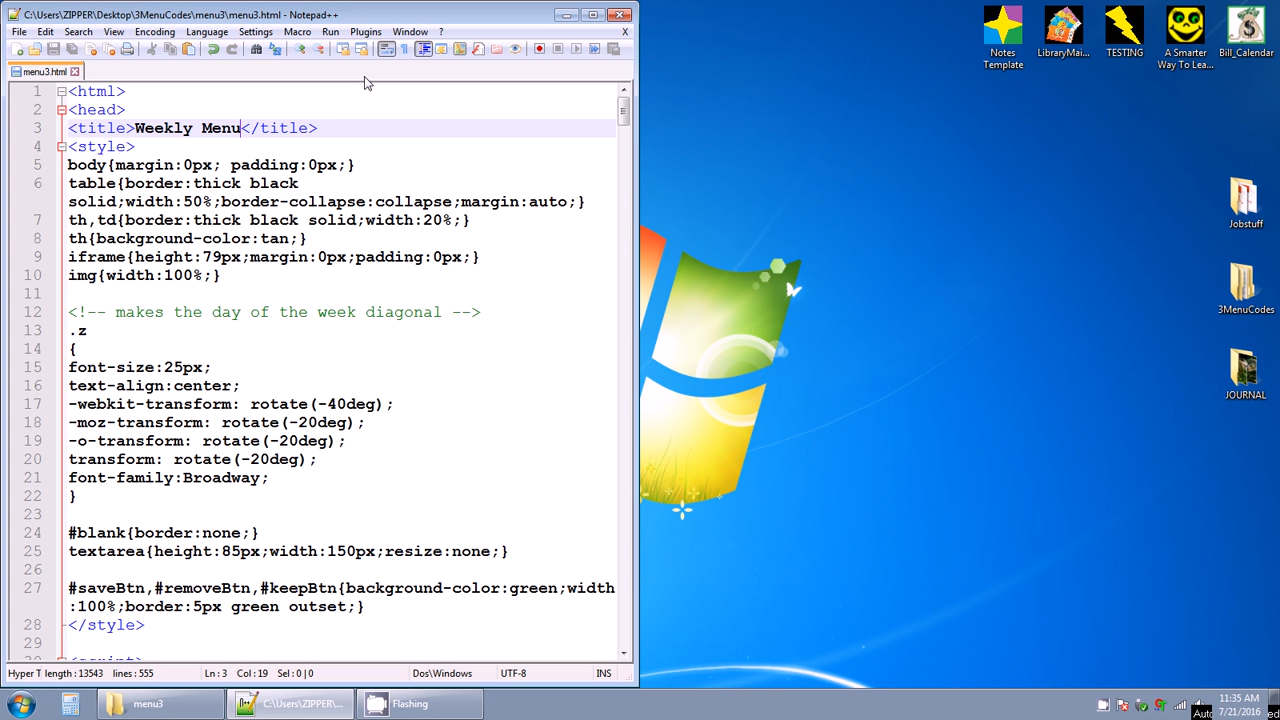 C:\Users\ZIPPER\Desktop\3MenuCodes\menu3\menu3.html - Notepad++
File Edit Search View Encoding Language Settings Macro Run Plugins Window ? X
menu3.html
1 <html>
2 <head>
3 <title>Weekly Menu</title>
4 <style>
5 body{margin:0px; padding:0px;}
6 table{border:thick black
solid;width:50%;border-collapse:collapse;margin:auto;}
7 th,td{border:thick black solid;width:20%;}
8 th{background-color:tan;}
9 iframe{height:79px;margin:0px;padding:0px;}
10 img{width:100%;}
11
12 <!-- makes the day of the week diagonal -->
13 .z
14 {
15 font-size:25px;
16 text-align:center;
17 -webkit-transform: rotate(-40deg);
18 -moz-transform: rotate(-20deg);
19 -o-transform: rotate(-20deg);
20 transform: rotate(-20deg);
21 font-family:Broadway;
22 }
23
24 #blank{border:none;}
25 textarea{height:85px;width:150px;resize:none;}
26
27 #saveBtn,#removeBtn,#keepBtn{background-color:green;width
:100%;border:5px green outset;}
28 </style>
29
Hyper T length : 13543 lines : 555 Ln : 3 Col : 19 Sel : 0 | 0 Dos\Windows UTF-8 INS
Notes
Template
LibraryMai...
TESTING
A Smarter
Way To Lea...
Bill_Calendar
Jobstuff
3MenuCodes
JOURNAL
menu3
C:\Users\ZIPPER\...
Flashing
11:35 AM
7/21/2016